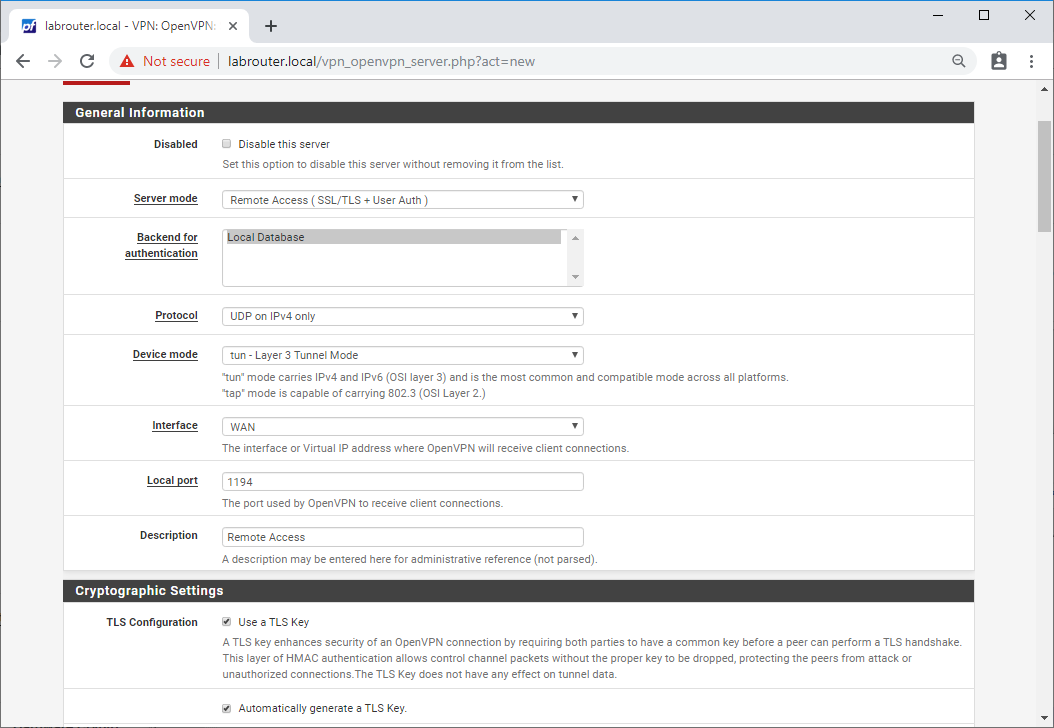 labrouter.local - VPN: OpenVPN:
Not secure
labrouter.local/vpn_openvpn_server.php?act=new
General Information
Disabled
Disable this server
Set this option to disable this server without removing it from the list.
Server mode
Remote Access ( SSL/TLS + User Auth )
Backend for
authentication
Local Database
Protocol
UDP on IPv4 only
Device mode
tun - Layer 3 Tunnel Mode
"tun" mode carries IPv4 and IPv6 (OSI layer 3) and is the most common and compatible mode across all platforms.
"tap" mode is capable of carrying 802.3 (OSI Layer 2.)
Interface
WAN
The interface or Virtual IP address where OpenVPN will receive client connections.
Local port
1194
The port used by OpenVPN to receive client connections.
Description
Remote Access
A description may be entered here for administrative reference (not parsed).
Cryptographic Settings
TLS Configuration
Use a TLS Key
A TLS key enhances security of an OpenVPN connection by requiring both parties to have a common key before a peer can perform a TLS handshake.
This layer of HMAC authentication allows control channel packets without the proper key to be dropped, protecting the peers from attack or
unauthorized connections.The TLS Key does not have any effect on tunnel data.
Automatically generate a TLS Key.